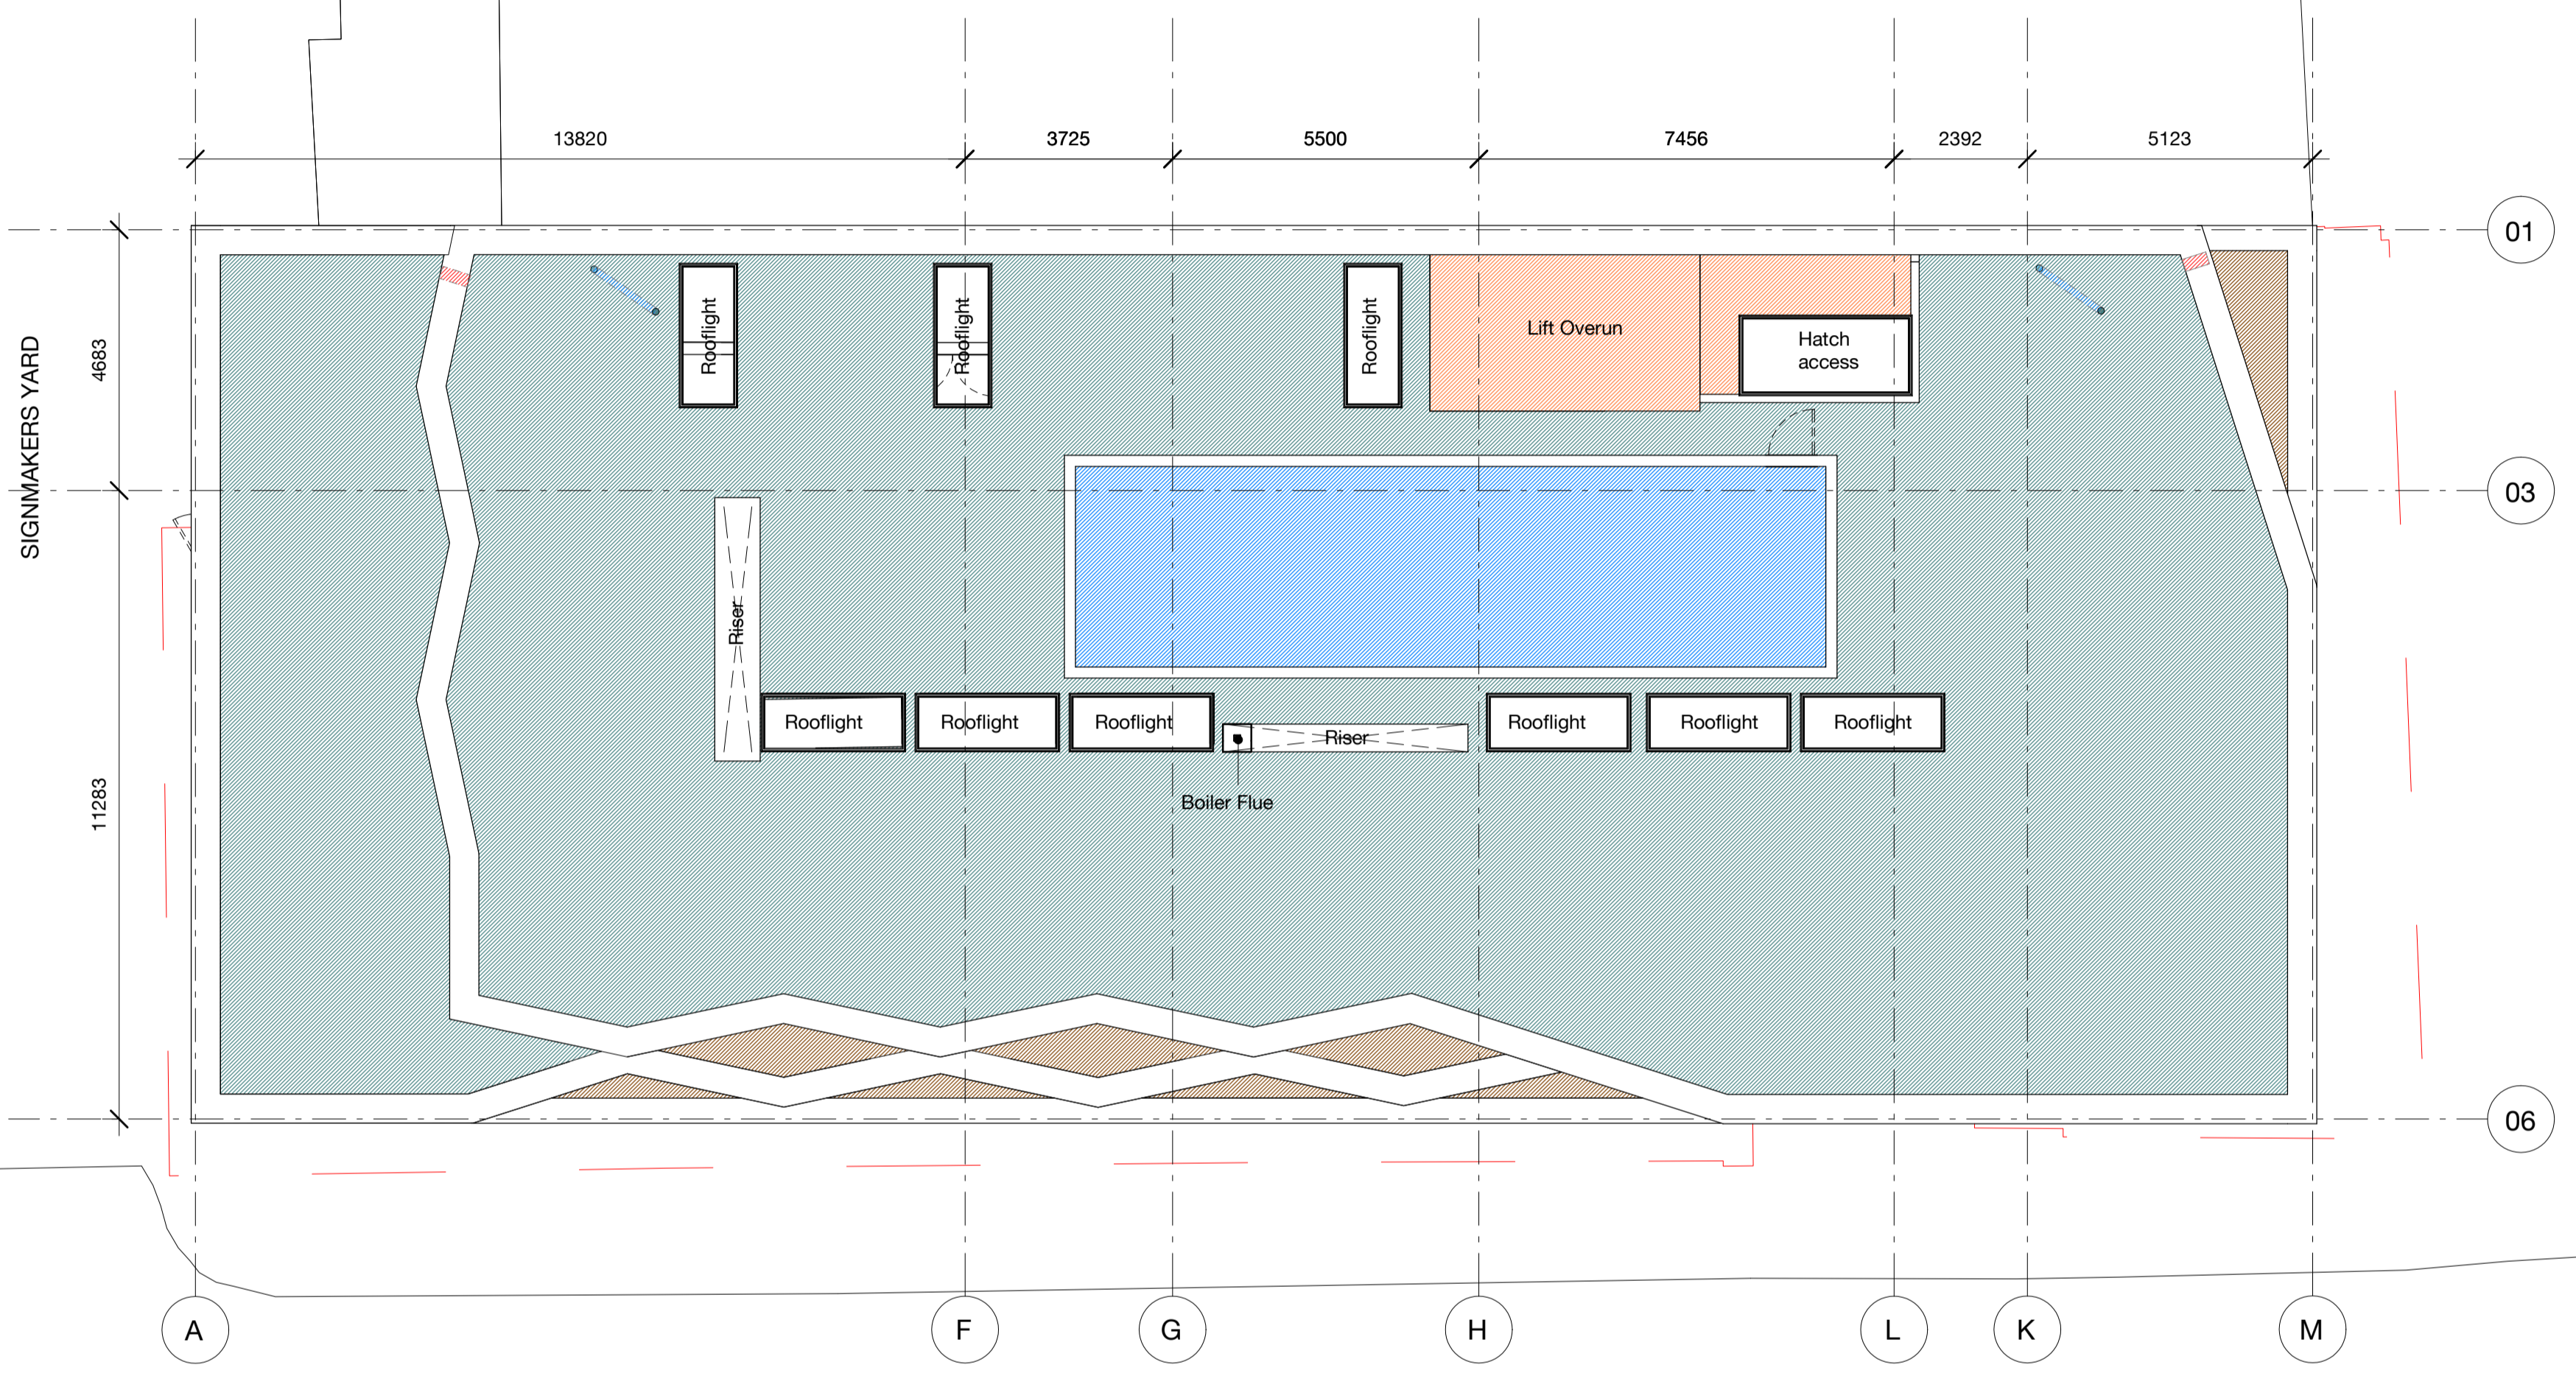 13820
3725
5500
7456
2392
5123
01
SIGNMAKERS YARD
4683
Rooflight
Rooflight
Rooflight
Lift Overun
Hatch
access
03
Riser
11283
Rooflight
Rooflight
Rooflight
Riser
Rooflight
Rooflight
Rooflight
Boiler Flue
06
A
F
G
H
L
K
M